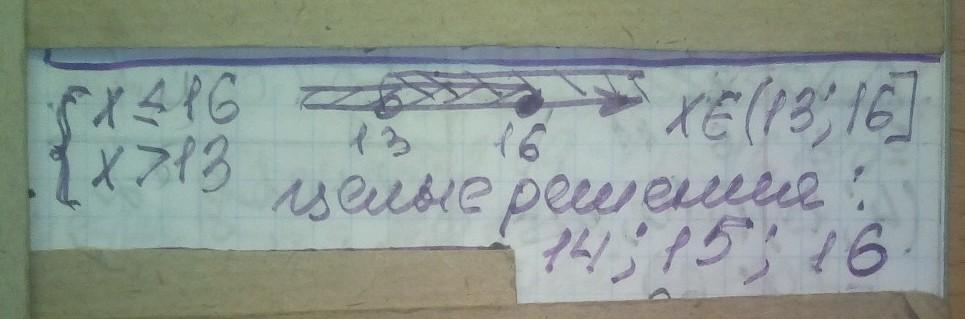 x ≤ 16
x > 13
13 16
x ∈ (13; 16]
целые решения:
14; 15; 16